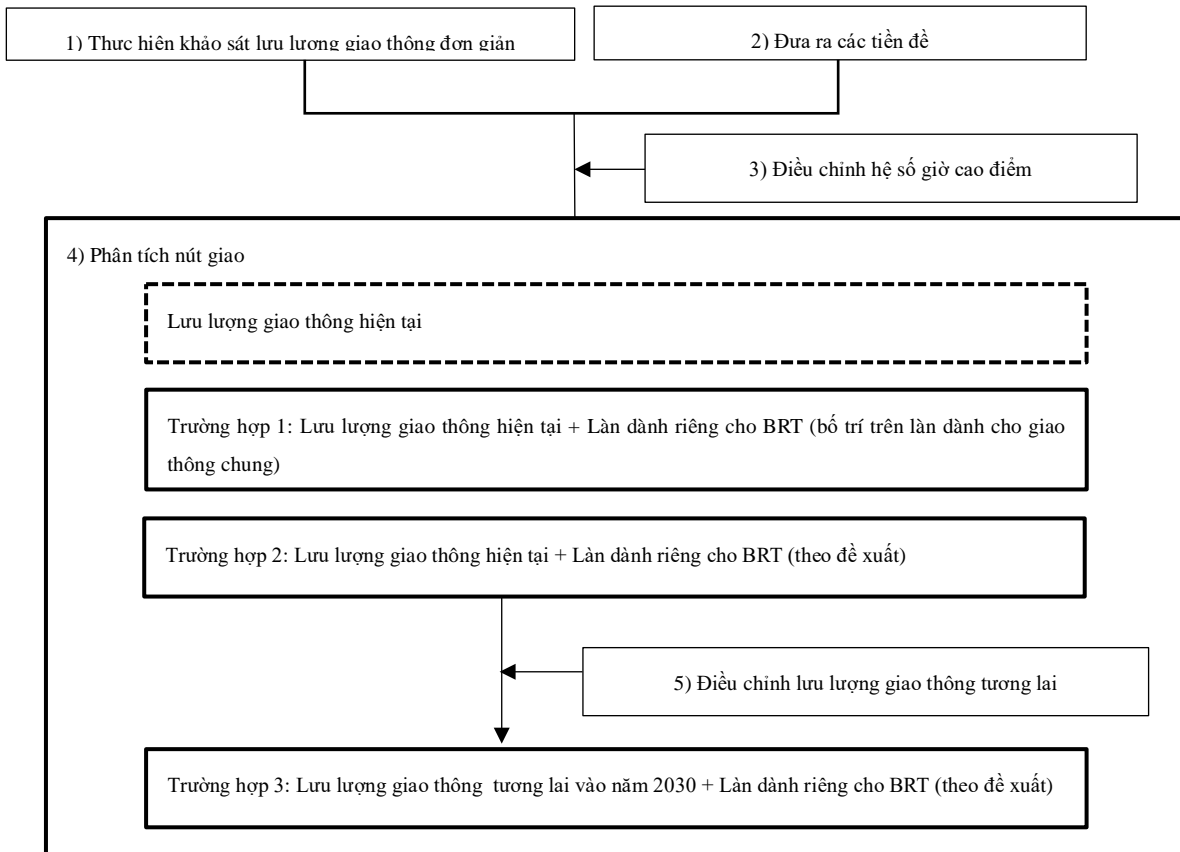 1) Thực hiện khảo sát lưu lượng giao thông đơn giản
2) Đưa ra các tiền đề
3) Điều chỉnh hệ số giờ cao điểm
4) Phân tích nút giao
Lưu lượng giao thông hiện tại
Trường hợp 1: Lưu lượng giao thông hiện tại + Làn dành riêng cho BRT (bố trí trên làn dành cho giao
thông chung)
Trường hợp 2: Lưu lượng giao thông hiện tại + Làn dành riêng cho BRT (theo đề xuất)
5) Điều chỉnh lưu lượng giao thông tương lai
Trường hợp 3: Lưu lượng giao thông tương lai vào năm 2030 + Làn dành riêng cho BRT (theo đề xuất)